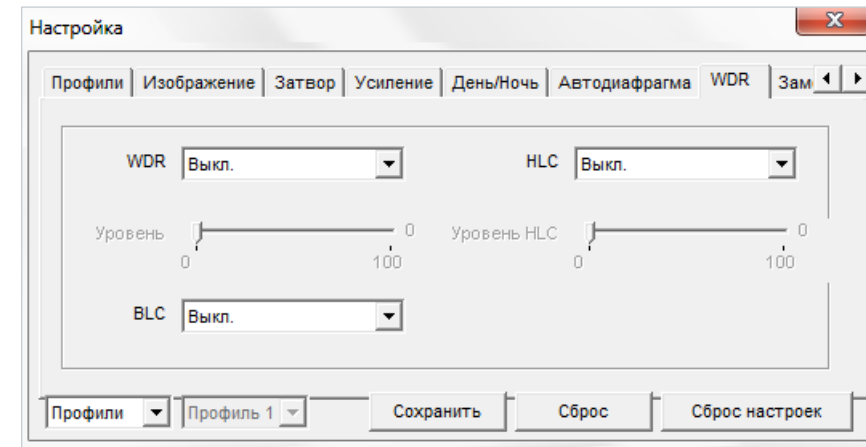 Настройка
Профили Изображение Затвор Усиление День/Ночь Автодиафрагма WDR Зам
WDR Выкл. HLC Выкл.
Уровень 0 Уровень HLC 0
0 100 0 100
BLC Выкл.
Профили Профиль 1 Сохранить Сброс Сброс настроек